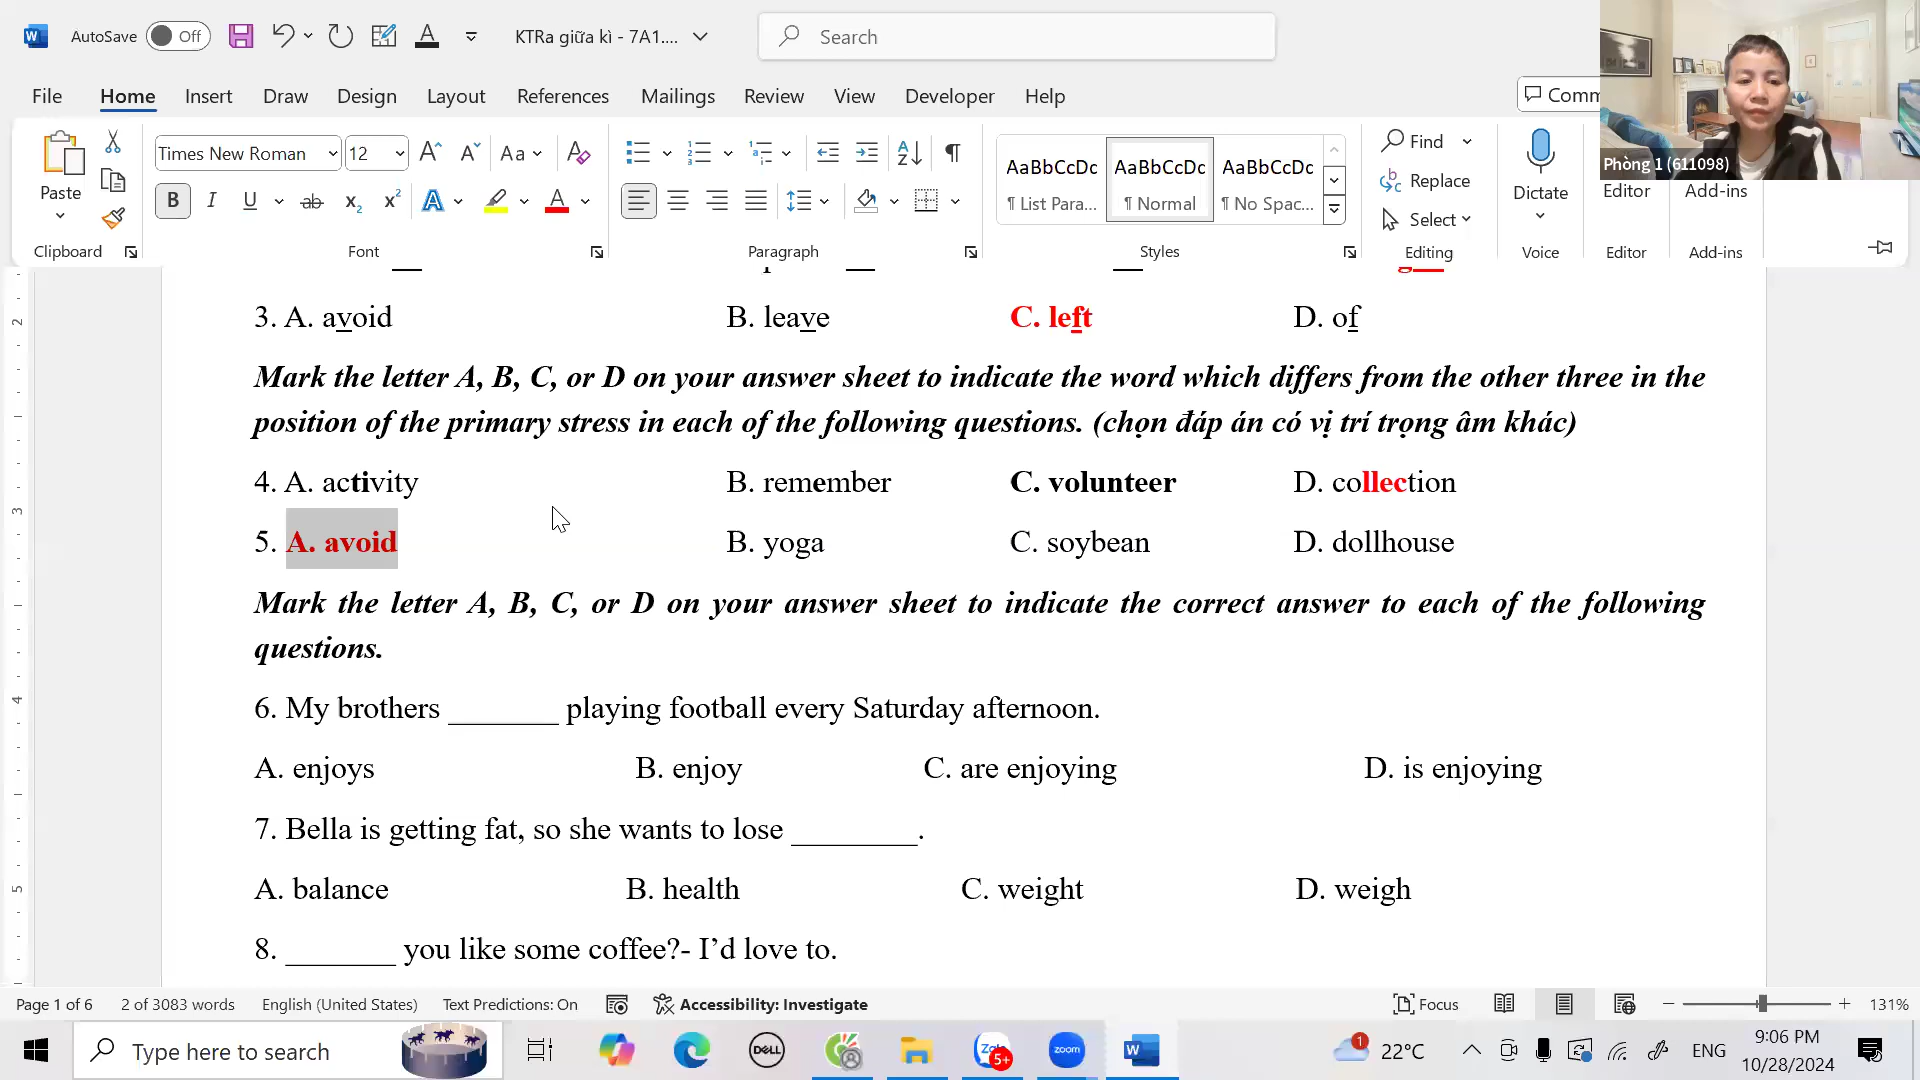 AutoSave Off KTRa giữa kì - 7A1.... Search
File Home Insert Draw Design Layout References Mailings Review View Developer Help Comm
Phòng 1 (611098)
Paste
Times New Roman 12
AaBbCcDc AaBbCcDc AaBbCcDc
¶ List Para... ¶ Normal ¶ No Spac...
Find
Replace
Select
Dictate
Editor
Add-ins
Clipboard Font Paragraph Styles Editing Voice Editor Add-ins
3. A. avoid B. leave C. left D. of
Mark the letter A, B, C, or D on your answer sheet to indicate the word which differs from the other three in the
position of the primary stress in each of the following questions. (chọn đáp án có vị trí trọng âm khác)
4. A. activity B. remember C. volunteer D. collection
5. A. avoid B. yoga C. soybean D. dollhouse
Mark the letter A, B, C, or D on your answer sheet to indicate the correct answer to each of the following
questions.
6. My brothers _______ playing football every Saturday afternoon.
A. enjoys B. enjoy C. are enjoying D. is enjoying
7. Bella is getting fat, so she wants to lose ________.
A. balance B. health C. weight D. weigh
8. _______ you like some coffee?- I’d love to.
Page 1 of 6 2 of 3083 words English (United States) Text Predictions: On Accessibility: Investigate Focus 131%
Type here to search DELL Zalo 5+ zoom 1 22°C ENG 9:06 PM
10/28/2024